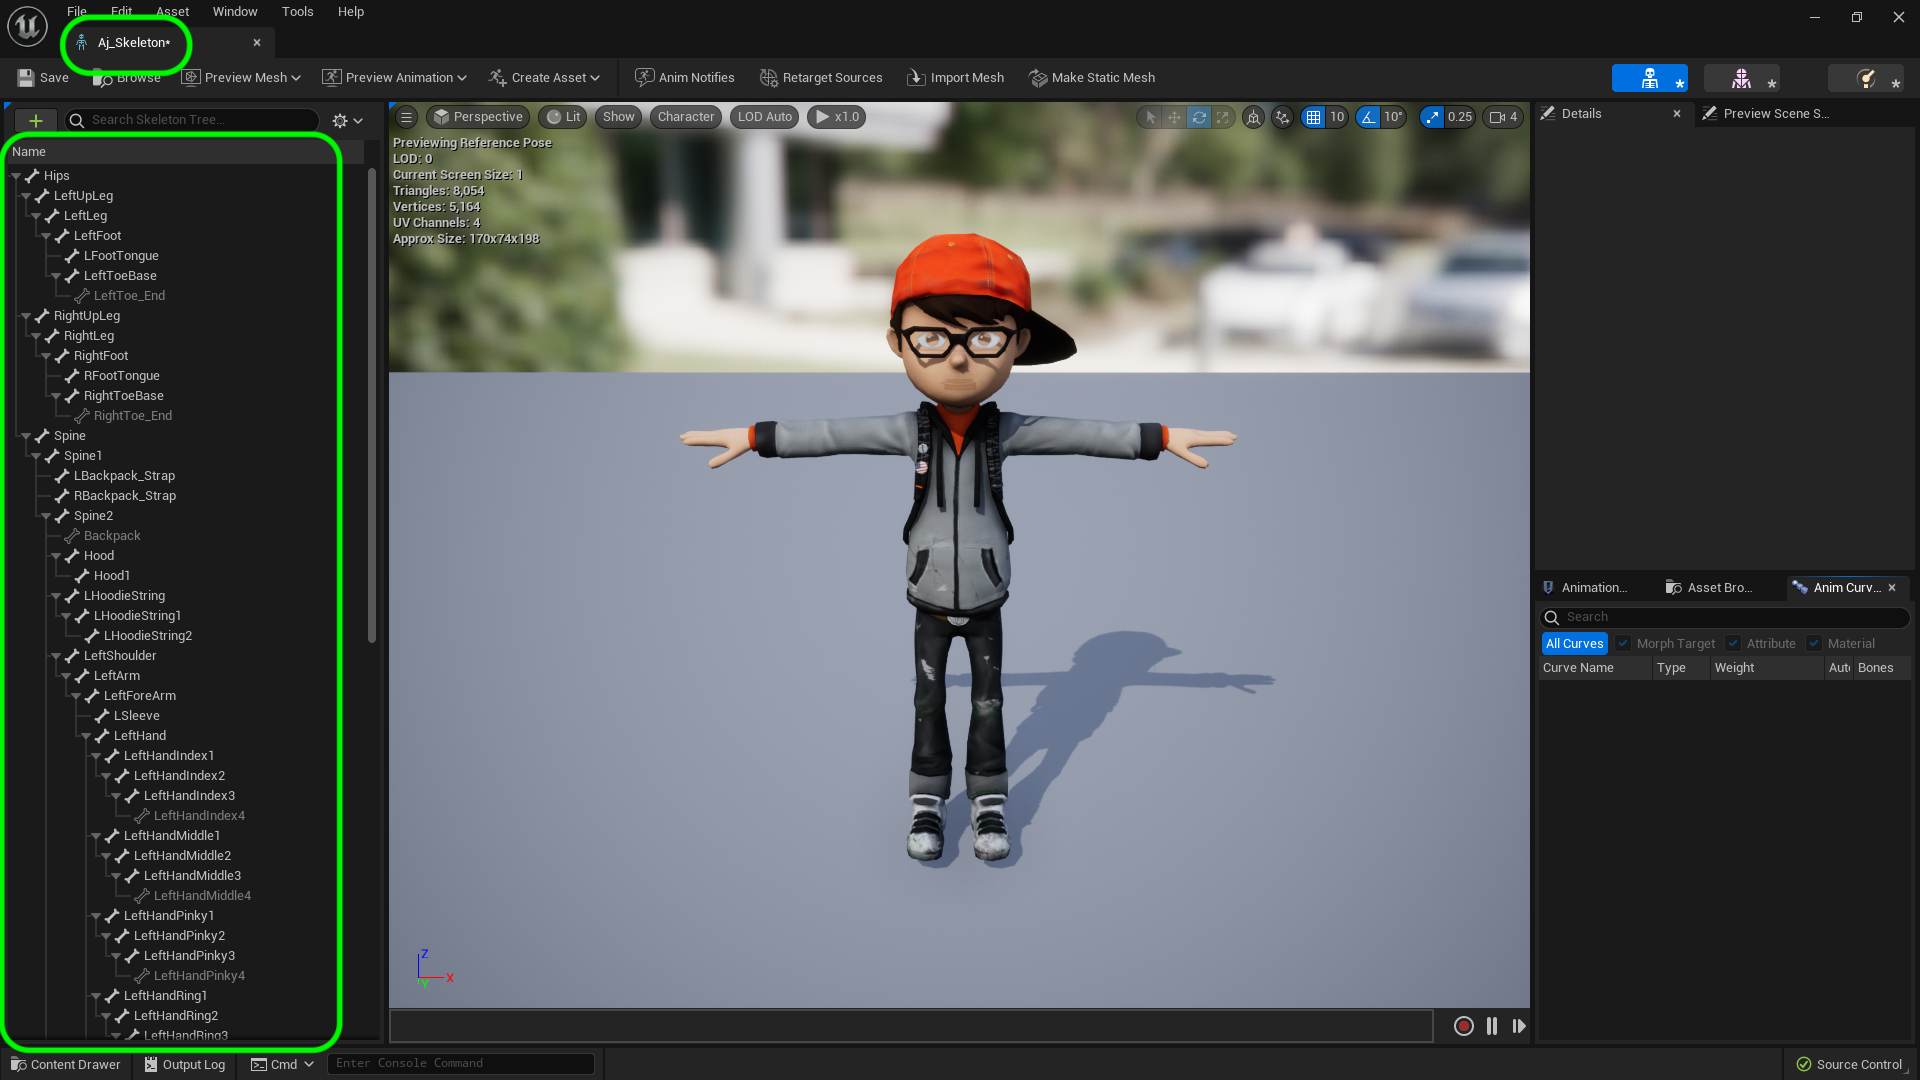 File Edit Asset Window Tools Help
Aj_Skeleton*
Save Browse Preview Mesh Preview Animation Create Asset Anim Notifies Retarget Sources Import Mesh Make Static Mesh
Search Skeleton Tree...
Name
Hips
LeftUpLeg
LeftLeg
LeftFoot
LFootTongue
LeftToeBase
LeftToe_End
RightUpLeg
RightLeg
RightFoot
RFootTongue
RightToeBase
RightToe_End
Spine
Spine1
LBackpack_Strap
RBackpack_Strap
Spine2
Backpack
Hood
Hood1
LHoodieString
LHoodieString1
LHoodieString2
LeftShoulder
LeftArm
LeftForeArm
LSleeve
LeftHand
LeftHandIndex1
LeftHandIndex2
LeftHandIndex3
LeftHandIndex4
LeftHandMiddle1
LeftHandMiddle2
LeftHandMiddle3
LeftHandMiddle4
LeftHandPinky1
LeftHandPinky2
LeftHandPinky3
LeftHandPinky4
LeftHandRing1
LeftHandRing2
LeftHandRing3
Perspective Lit Show Character LOD Auto x1.0 10 10° 0.25 4
Previewing Reference Pose
LOD: 0
Current Screen Size: 1
Triangles: 8,054
Vertices: 5,164
UV Channels: 4
Approx Size: 170x74x198
Z
X
Y
Details Preview Scene S...
Animation... Asset Bro... Anim Curv...
Search
All Curves Morph Target Attribute Material
Curve Name Type Weight Aut Bones
Content Drawer Output Log Cmd Enter Console Command Source Control